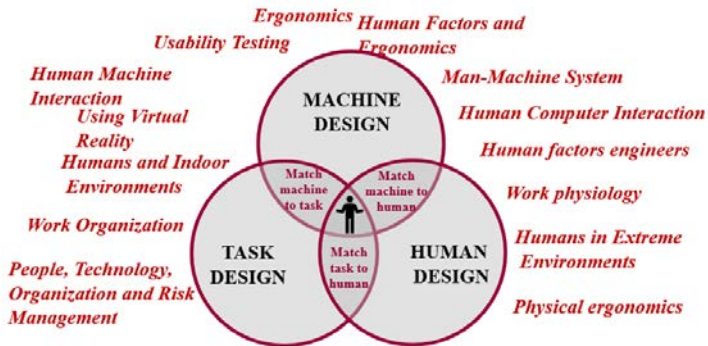 Ergonomics
Human Factors and
Ergonomics
Usability Testing
Human Machine
Interaction
Man-Machine System
MACHINE
DESIGN
Using Virtual
Reality
Human Computer Interaction
Humans and Indoor
Environments
Human factors engineers
Match
machine
to task
Match
machine to
human
Work physiology
Work Organization
TASK
DESIGN
Match
task to
human
HUMAN
DESIGN
Humans in Extreme
Environments
People, Technology,
Organization and Risk
Management
Physical ergonomics